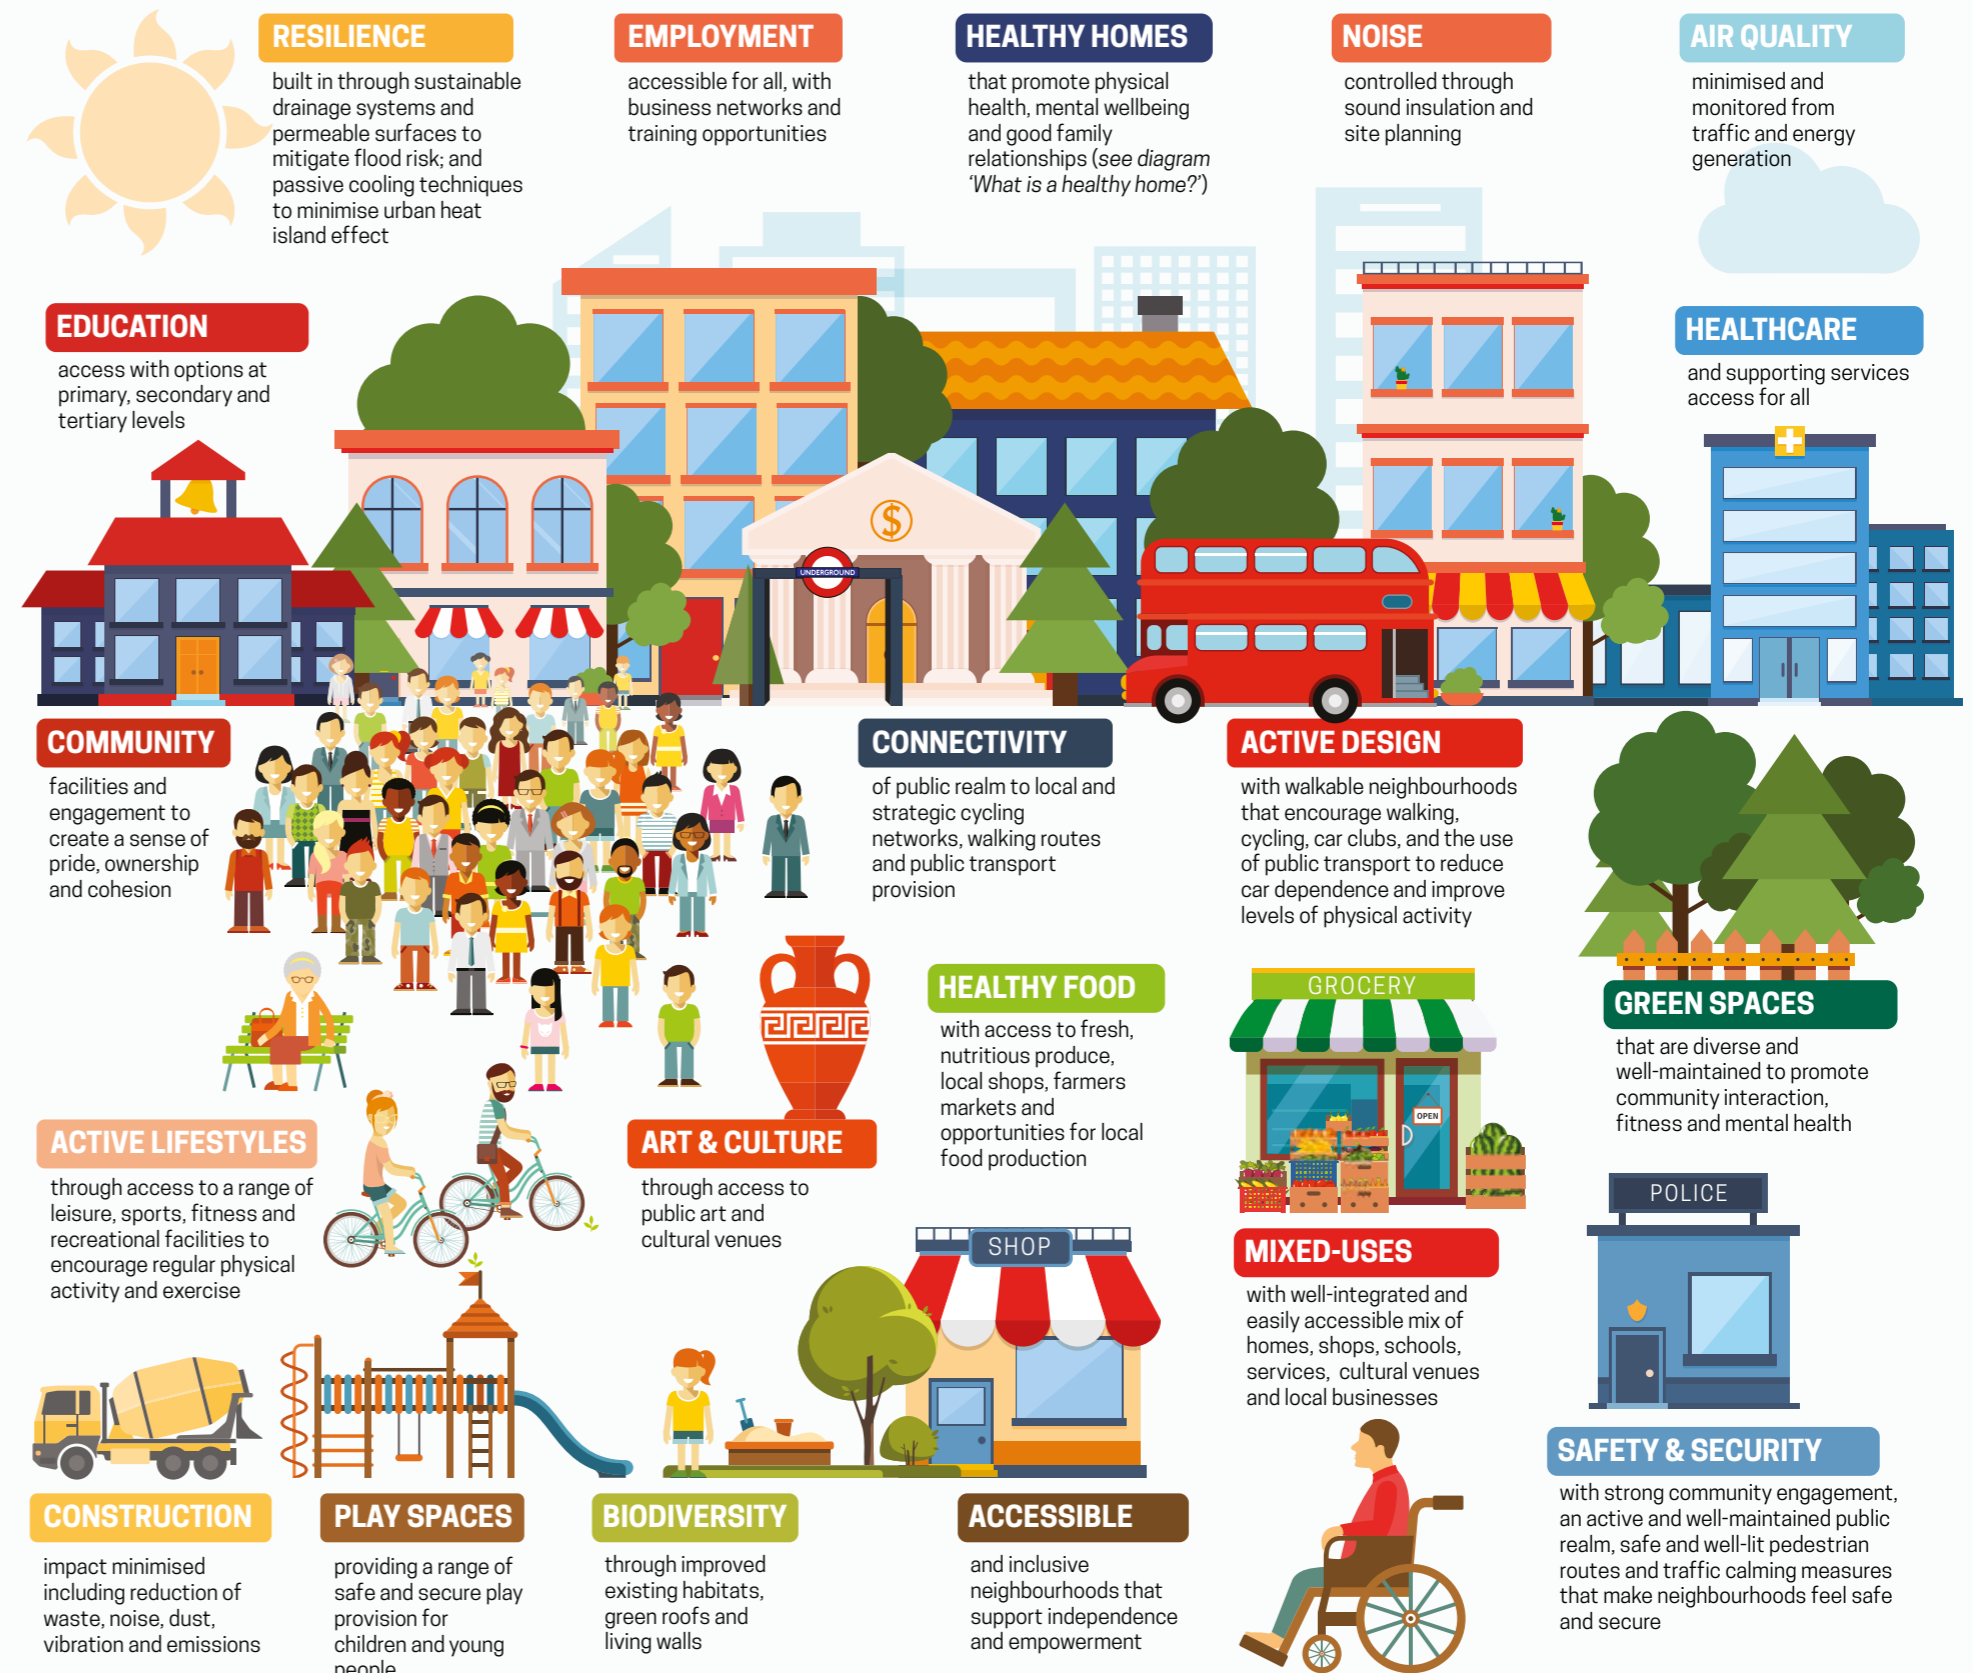 RESILIENCE
built in through sustainable
drainage systems and
permeable surfaces to
mitigate flood risk; and
passive cooling techniques
to minimise urban heat
island effect
EMPLOYMENT
accessible for all, with
business networks and
training opportunities
HEALTHY HOMES
that promote physical
health, mental wellbeing
and good family
relationships (see diagram
‘What is a healthy home?’)
NOISE
controlled through
sound insulation and
site planning
AIR QUALITY
minimised and
monitored from
traffic and energy
generation
EDUCATION
access with options at
primary, secondary and
tertiary levels
HEALTHCARE
and supporting services
access for all
$
UNDERGROUND
COMMUNITY
facilities and
engagement to
create a sense of
pride, ownership
and cohesion
CONNECTIVITY
of public realm to local and
strategic cycling
networks, walking routes
and public transport
provision
ACTIVE DESIGN
with walkable neighbourhoods
that encourage walking,
cycling, car clubs, and the use
of public transport to reduce
car dependence and improve
levels of physical activity
HEALTHY FOOD
with access to fresh,
nutritious produce,
local shops, farmers
markets and
opportunities for local
food production
GROCERY
OPEN
GREEN SPACES
that are diverse and
well-maintained to promote
community interaction,
fitness and mental health
ACTIVE LIFESTYLES
through access to a range of
leisure, sports, fitness and
recreational facilities to
encourage regular physical
activity and exercise
ART & CULTURE
through access to
public art and
cultural venues
SHOP
MIXED-USES
with well-integrated and
easily accessible mix of
homes, shops, schools,
services, cultural venues
and local businesses
POLICE
SAFETY & SECURITY
with strong community engagement,
an active and well-maintained public
realm, safe and well-lit pedestrian
routes and traffic calming measures
that make neighbourhoods feel safe
and secure
CONSTRUCTION
impact minimised
including reduction of
waste, noise, dust,
vibration and emissions
PLAY SPACES
providing a range of
safe and secure play
provision for
children and young
people
BIODIVERSITY
through improved
existing habitats,
green roofs and
living walls
ACCESSIBLE
and inclusive
neighbourhoods that
support independence
and empowerment